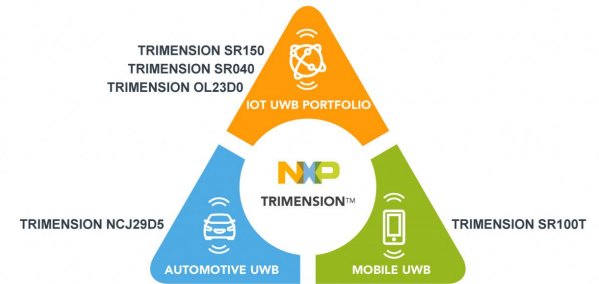 TRIMENSION SR150
TRIMENSION SR040
TRIMENSION OL23D0
IOT UWB PORTFOLIO
NXP
TRIMENSION™
TRIMENSION NCJ29D5
TRIMENSION SR100T
AUTOMOTIVE UWB
MOBILE UWB